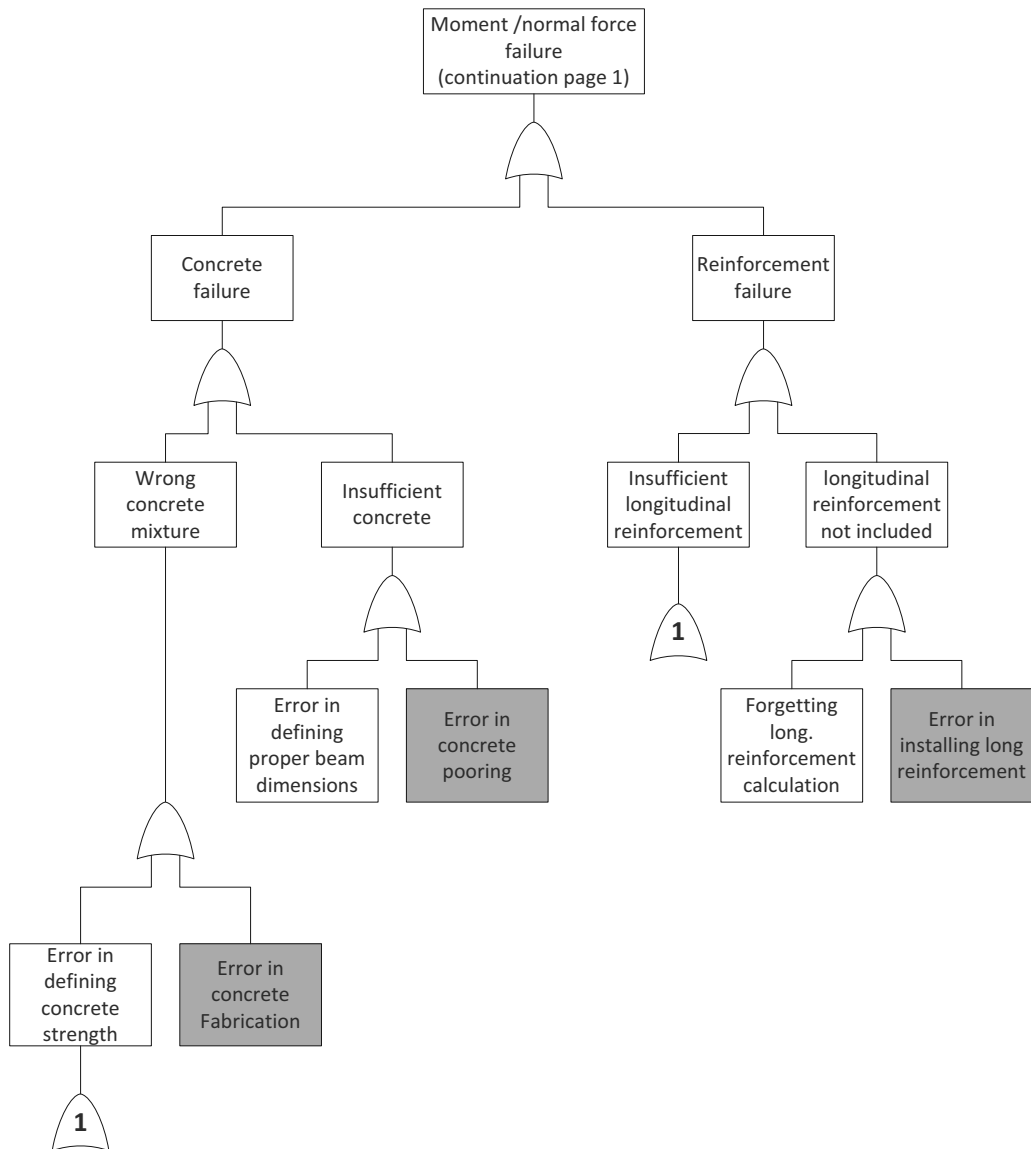 Moment /normal force
failure
(continuation page 1)
Concrete
failure
Reinforcement
failure
Wrong
concrete
mixture
Insufficient
concrete
Insufficient
longitudinal
reinforcement
longitudinal
reinforcement
not included
1
Error in
defining
proper beam
dimensions
Error in
concrete
pooring
Forgetting
long.
reinforcement
calculation
Error in
installing long
reinforcement
Error in
defining
concrete
strength
Error in
concrete
Fabrication
1